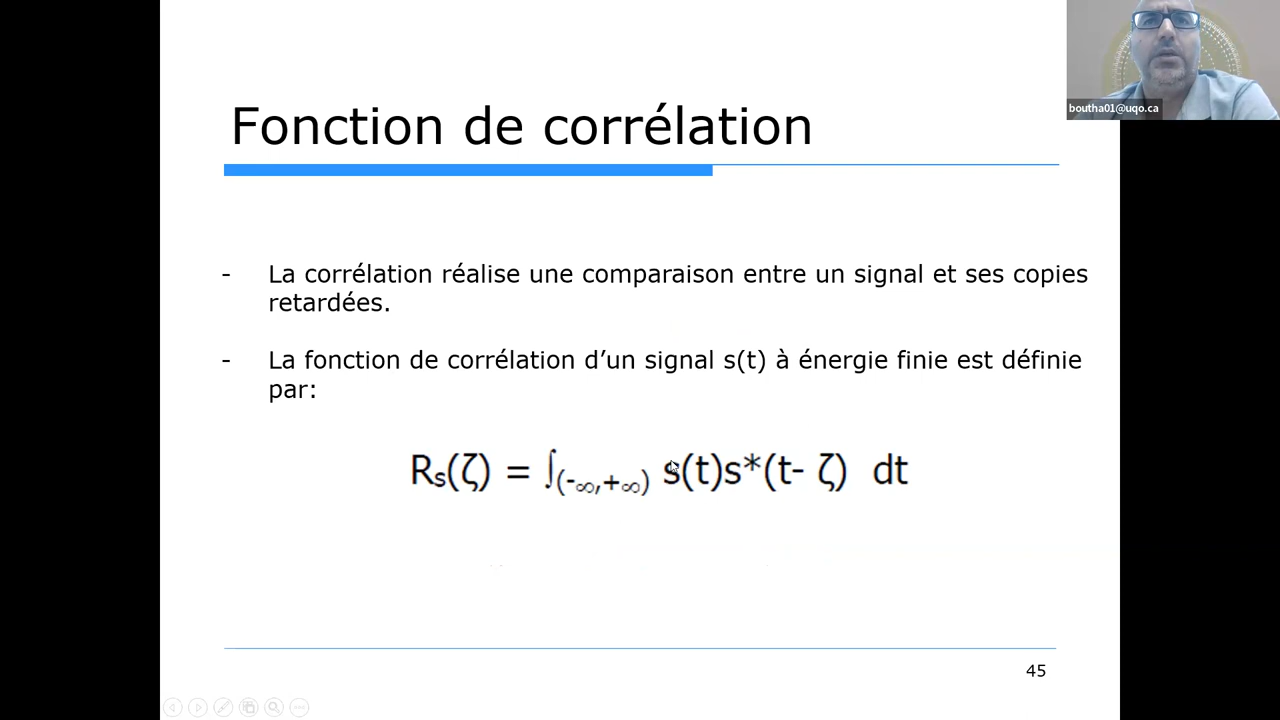 boutha01@uqo.ca
Fonction de corrélation
- La corrélation réalise une comparaison entre un signal et ses copies
retardées.
- La fonction de corrélation d’un signal s(t) à énergie finie est définie
par:
Rₛ(ζ) = ∫₍₋∞,₊∞₎ s(t)s*(t- ζ) dt
45